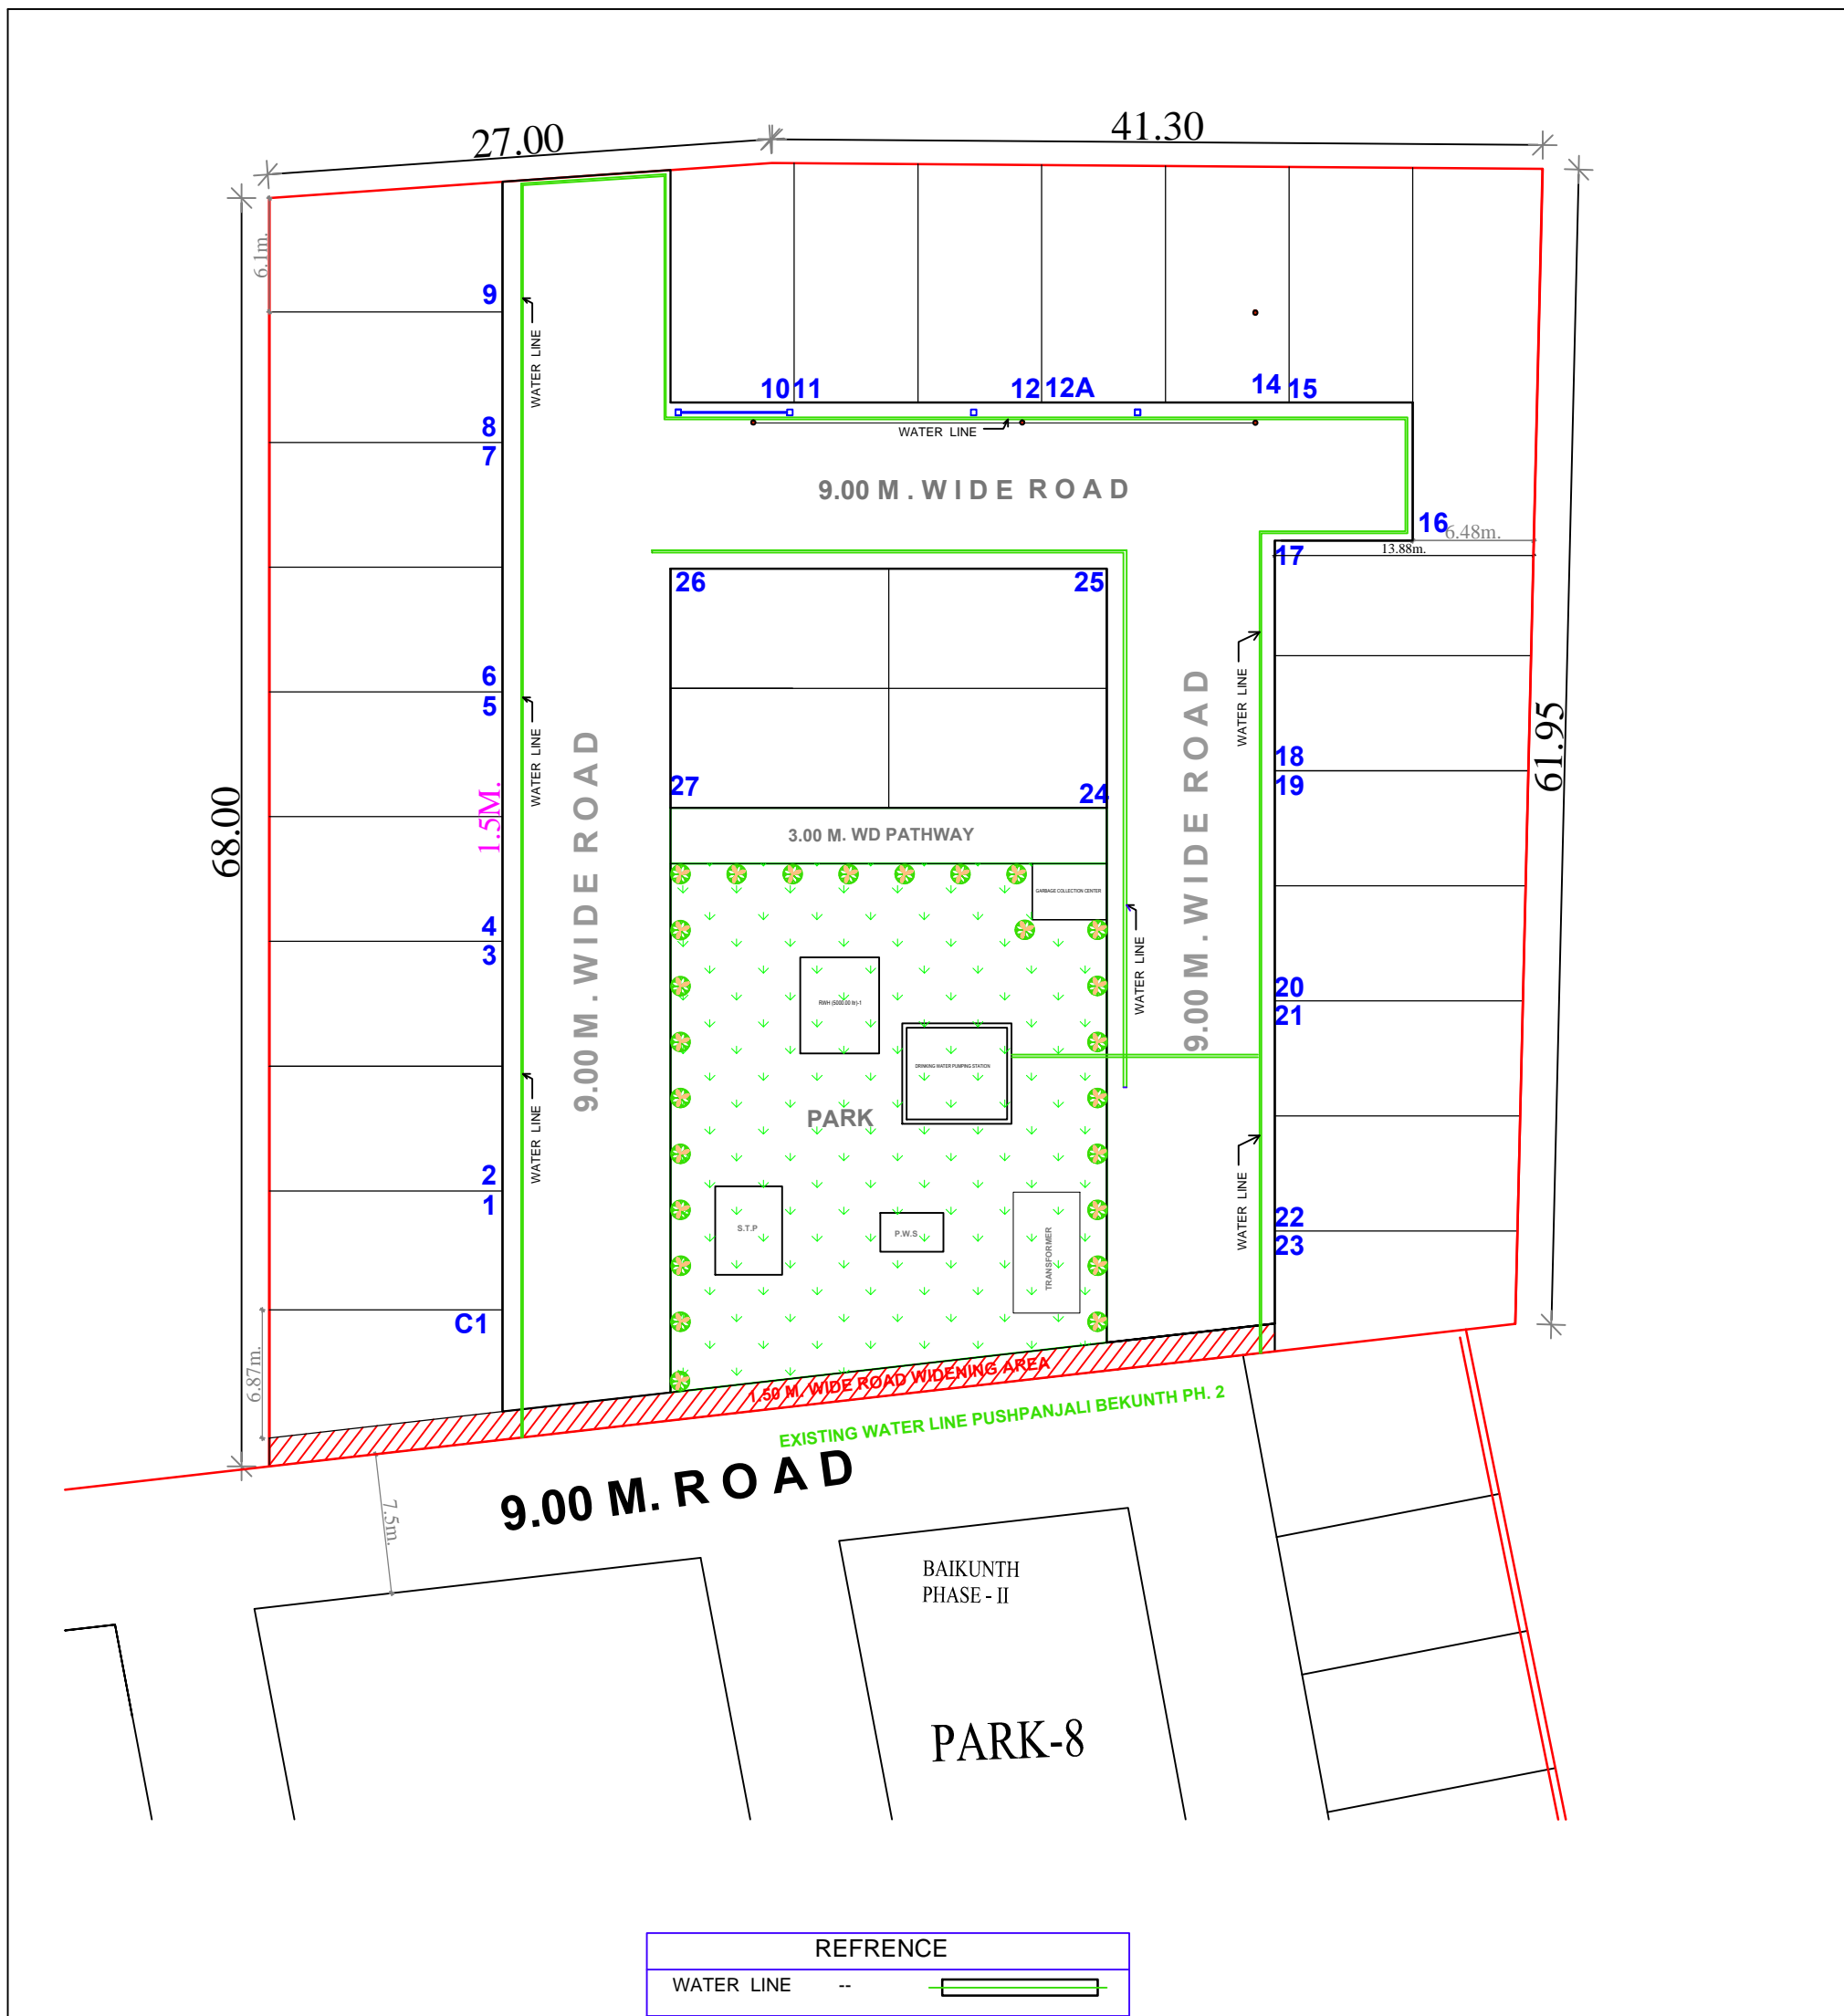 27.00
41.30
6.1m.
9
WATER LINE
8
7
10 11
12 12A
14 15
WATER LINE
9.00 M . W I D E R O A D
16
6.48m.
13.88m.
17
26
25
WATER LINE
6
5
WATER LINE
18
19
27
24
61.95
68.00
1.5M.
9.00 M . W I D E R O A D
9.00 M . W I D E R O A D
3.00 M. WD PATHWAY
GARBAGE COLLECTION CENTER
4
3
WATER LINE
20
21
RWH (5000.00 ltr)-1
DRINKING WATER PUMPING STATION
PARK
WATER LINE
2
1
WATER LINE
22
23
S.T.P
P.W.S
TRANSFORMER
C1
6.87m.
1.50 M. WIDE ROAD WIDENING AREA
EXISTING WATER LINE PUSHPANJALI BEKUNTH PH. 2
9.00 M. R O A D
7.5m.
BAIKUNTH
PHASE - II
PARK-8
REFRENCE
WATER LINE --